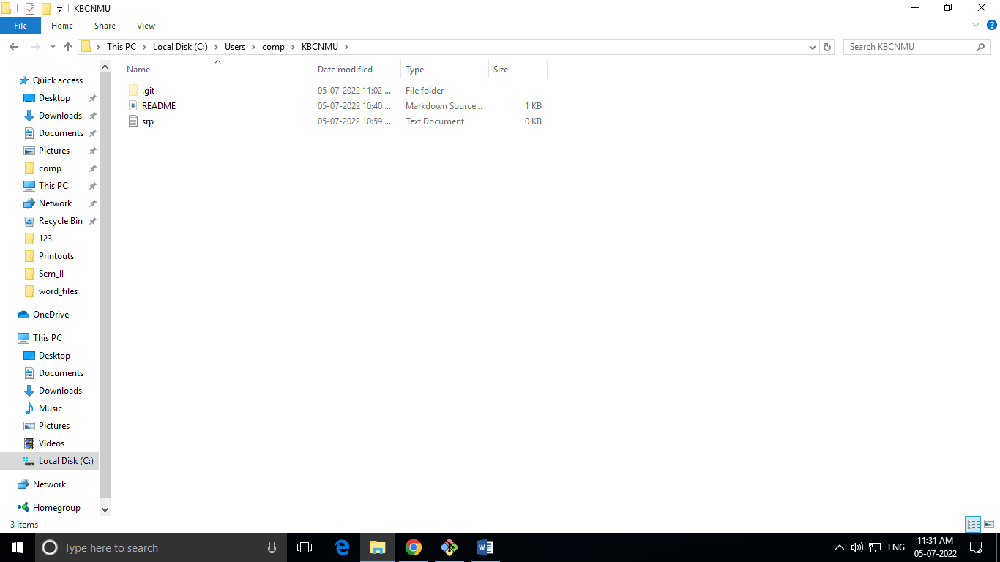 KBCNMU
File Home Share View
This PC Local Disk (C:) Users comp KBCNMU Search KBCNMU
Name Date modified Type Size
.git 05-07-2022 11:02 ... File folder
README 05-07-2022 10:40 ... Markdown Source... 1 KB
srp 05-07-2022 10:59 ... Text Document 0 KB
Quick access
Desktop
Downloads
Documents
Pictures
comp
This PC
Network
Recycle Bin
123
Printouts
Sem_II
word_files
OneDrive
This PC
Desktop
Documents
Downloads
Music
Pictures
Videos
Local Disk (C:)
Network
Homegroup
3 items
Type here to search ENG 11:31 AM
05-07-2022